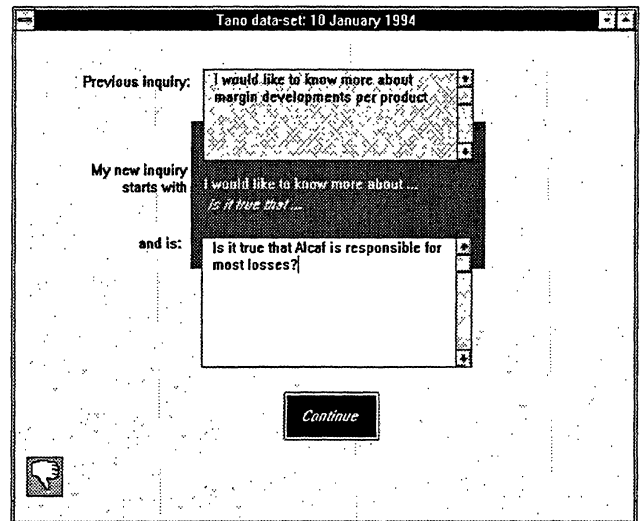 Tano data-set: 10 January 1994
Previous inquiry:
I would like to know more about
margin developments per product
My new inquiry
starts with
I would like to know more about ...
is it true that ...
and is:
Is it true that Alcaf is responsible for
most losses?
Continue